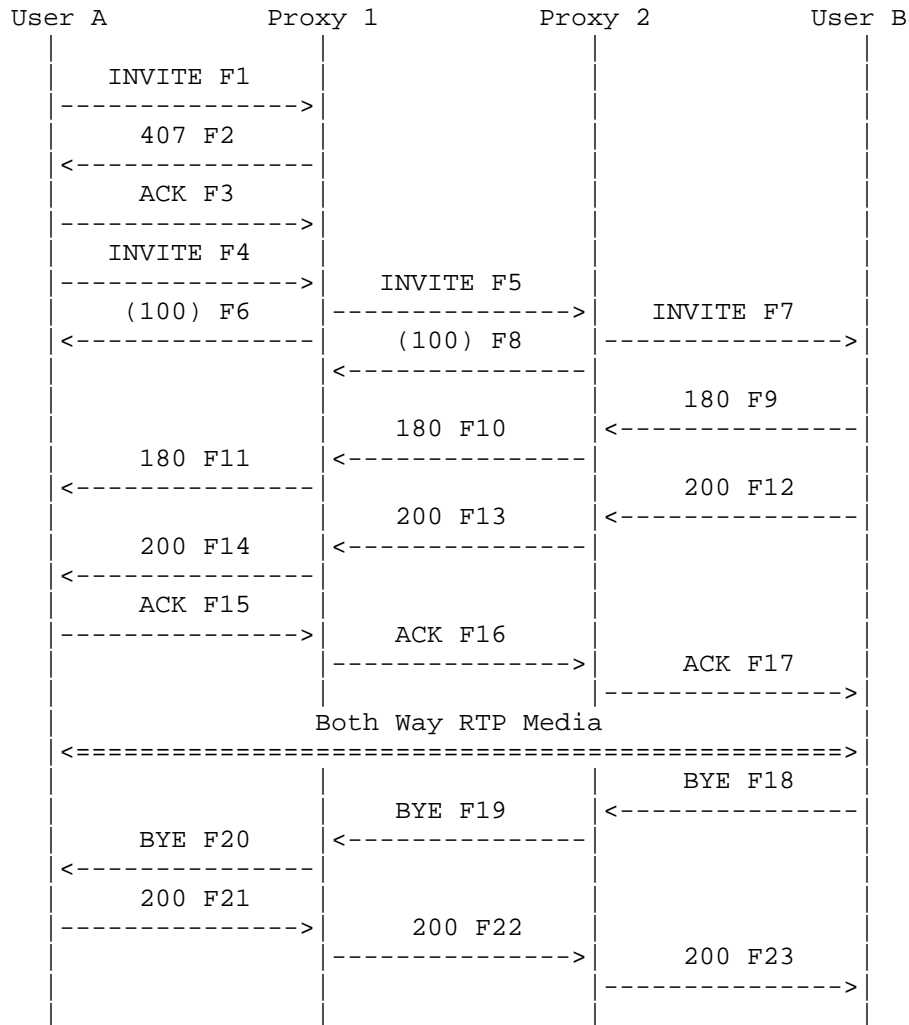 User A Proxy 1 Proxy 2 User B
INVITE F1
407 F2
ACK F3
INVITE F4
INVITE F5
(100) F6 INVITE F7
(100) F8
180 F9
180 F10
180 F11
200 F12
200 F13
200 F14
ACK F15
ACK F16
ACK F17
Both Way RTP Media
BYE F18
BYE F19
BYE F20
200 F21
200 F22
200 F23